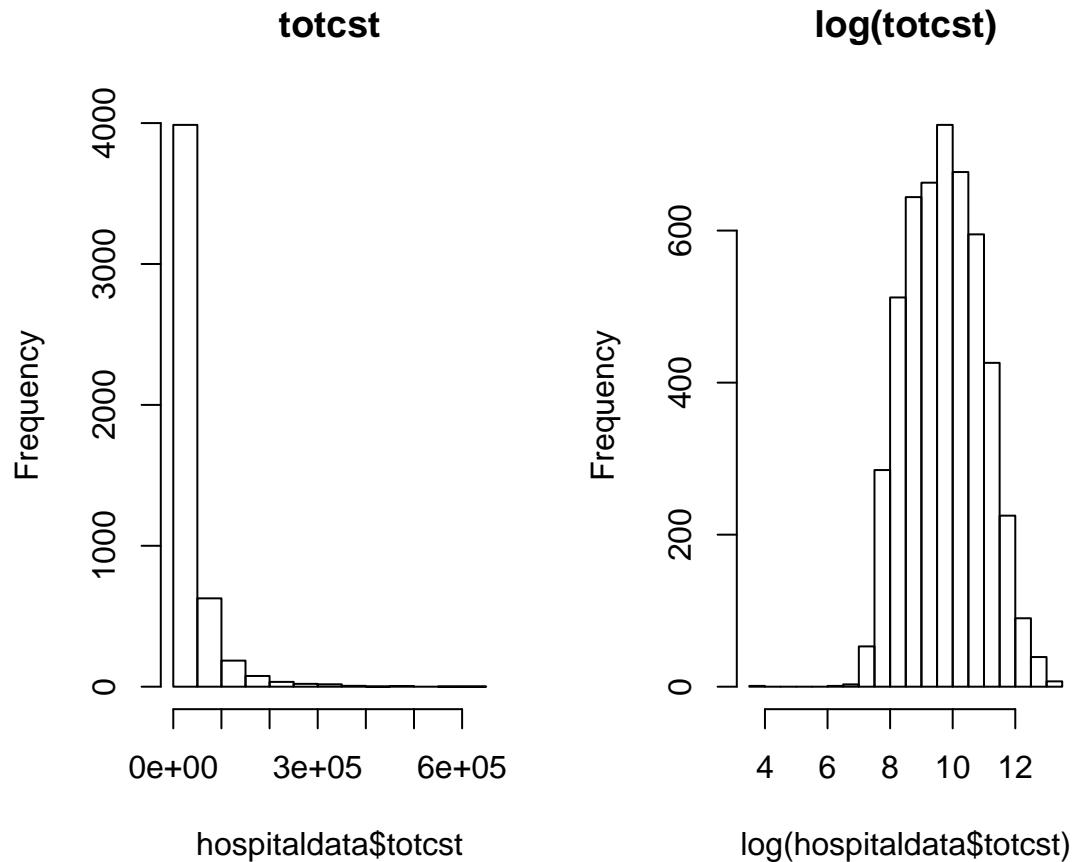 totcst
Frequency
4000
3000
2000
1000
0
0e+00 3e+05 6e+05
hospitaldata$totcst
log(totcst)
Frequency
600
400
200
0
4 6 8 10 12
log(hospitaldata$totcst)